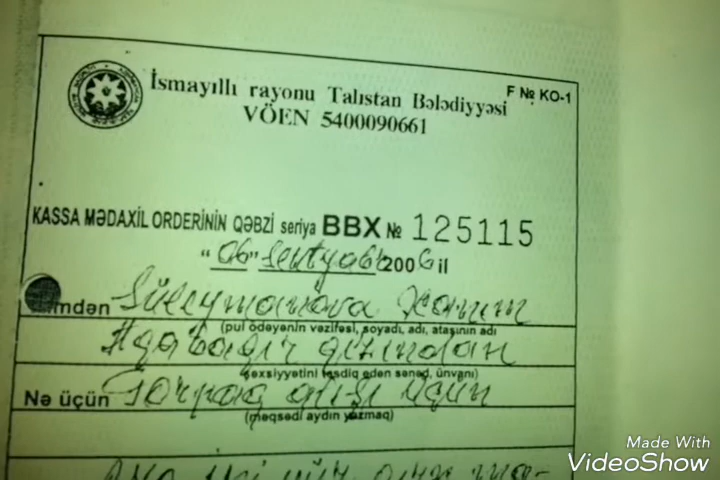 İsmayıllı rayonu Talıstan Bələdiyyəsi
F № KO-1
VÖEN 5400090661
KASSA MƏDAXİL ORDERİNİN QƏBZİ seriya BBX № 125115
"06" sentyabr 2006 il
Kimdən Süleymanova Xanım
(pul ödəyənin vəzifəsi, soyadı, adı, atasının adı
Ağabağır qızından
şəxsiyyətini təsdiq edən sənəd, ünvanı)
Nə üçün Torpaq alışı üçün
(məqsədi aydın yazmaq)
Made With
VideoShow